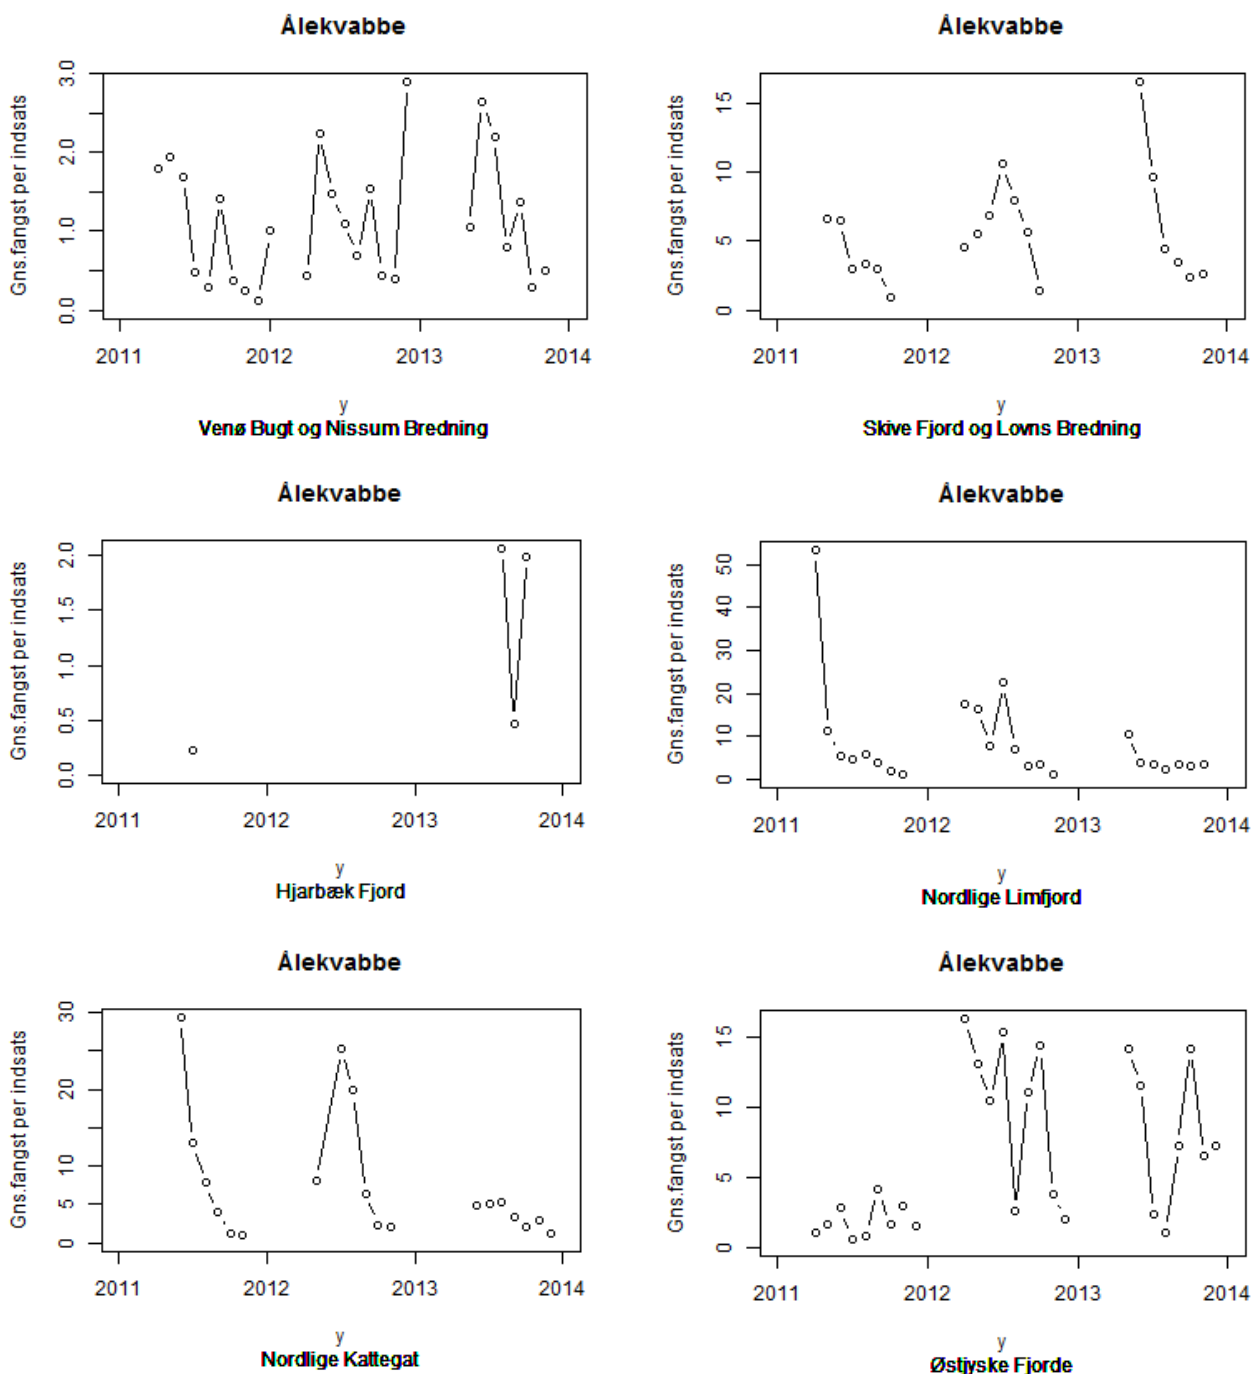 Ålekvabbe
Gns.fangst per indsats
3.0
2.0
1.0
0.0
2011 2012 2013 2014
y
Venø Bugt og Nissum Bredning
Ålekvabbe
Gns.fangst per indsats
15
10
5
0
2011 2012 2013 2014
y
Skive Fjord og Lovns Bredning
Ålekvabbe
Gns.fangst per indsats
2.0
1.5
1.0
0.5
0.0
2011 2012 2013 2014
y
Hjarbæk Fjord
Ålekvabbe
Gns.fangst per indsats
50
40
30
20
10
0
2011 2012 2013 2014
y
Nordlige Limfjord
Ålekvabbe
Gns.fangst per indsats
30
20
10
5
0
2011 2012 2013 2014
y
Nordlige Kattegat
Ålekvabbe
Gns.fangst per indsats
15
10
5
0
2011 2012 2013 2014
y
Østjyske Fjorde